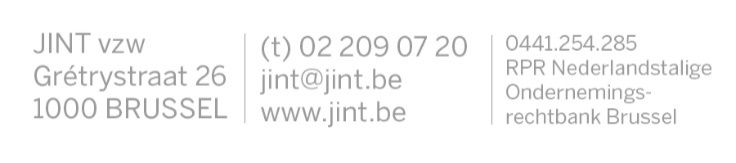 JINT vzw
Grétrystraat 26
1000 BRUSSEL
(t) 02 209 07 20
jint@jint.be
www.jint.be
0441.254.285
RPR Nederlandstalige
Ondernemings-
rechtbank Brussel